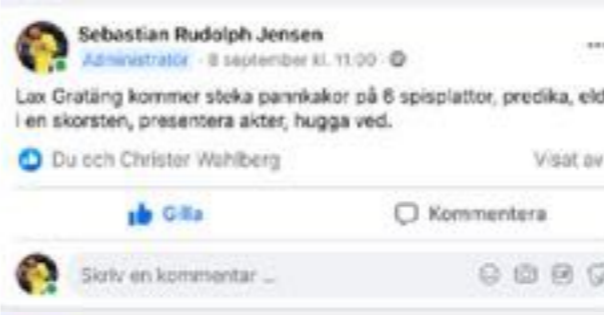 Sebastian Rudolph Jensen
Administratör · 8 september kl. 11:00 ·
Lax Gratäng kommer steka pannkakor på 6 spisplattor, predika, eld
i en skorsten, presentera akter, hugga ved.
Du och Christer Wahlberg Visat av
Gilla Kommentera
Skriv en kommentar ...